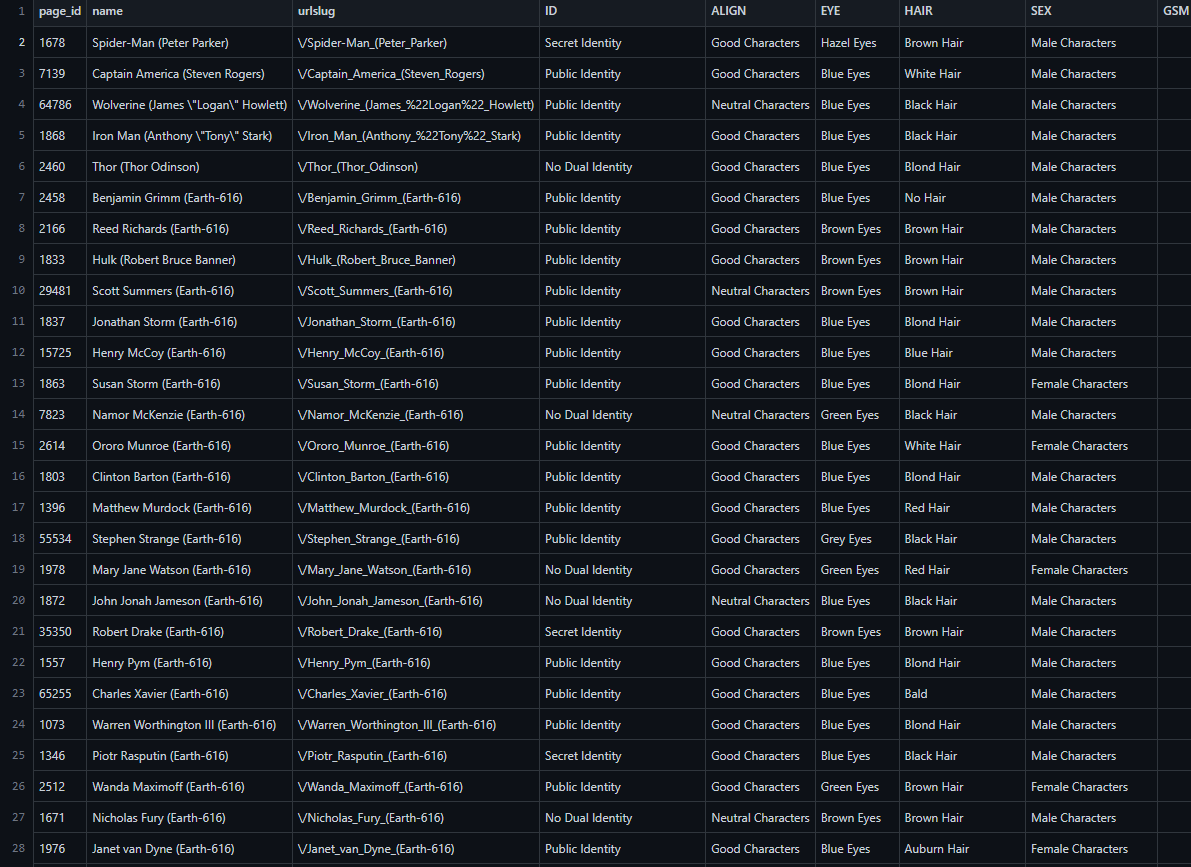 1 page_id name urlslug ID ALIGN EYE HAIR SEX GSM
2 1678 Spider-Man (Peter Parker) \/Spider-Man_(Peter_Parker) Secret Identity Good Characters Hazel Eyes Brown Hair Male Characters
3 7139 Captain America (Steven Rogers) \/Captain_America_(Steven_Rogers) Public Identity Good Characters Blue Eyes White Hair Male Characters
4 64786 Wolverine (James \"Logan\" Howlett) \/Wolverine_(James_%22Logan%22_Howlett) Public Identity Neutral Characters Blue Eyes Black Hair Male Characters
5 1868 Iron Man (Anthony \"Tony\" Stark) \/Iron_Man_(Anthony_%22Tony%22_Stark) Public Identity Good Characters Blue Eyes Black Hair Male Characters
6 2460 Thor (Thor Odinson) \/Thor_(Thor_Odinson) No Dual Identity Good Characters Blue Eyes Blond Hair Male Characters
7 2458 Benjamin Grimm (Earth-616) \/Benjamin_Grimm_(Earth-616) Public Identity Good Characters Blue Eyes No Hair Male Characters
8 2166 Reed Richards (Earth-616) \/Reed_Richards_(Earth-616) Public Identity Good Characters Brown Eyes Brown Hair Male Characters
9 1833 Hulk (Robert Bruce Banner) \/Hulk_(Robert_Bruce_Banner) Public Identity Good Characters Brown Eyes Brown Hair Male Characters
10 29481 Scott Summers (Earth-616) \/Scott_Summers_(Earth-616) Public Identity Neutral Characters Brown Eyes Brown Hair Male Characters
11 1837 Jonathan Storm (Earth-616) \/Jonathan_Storm_(Earth-616) Public Identity Good Characters Blue Eyes Blond Hair Male Characters
12 15725 Henry McCoy (Earth-616) \/Henry_McCoy_(Earth-616) Public Identity Good Characters Blue Eyes Blue Hair Male Characters
13 1863 Susan Storm (Earth-616) \/Susan_Storm_(Earth-616) Public Identity Good Characters Blue Eyes Blond Hair Female Characters
14 7823 Namor McKenzie (Earth-616) \/Namor_McKenzie_(Earth-616) No Dual Identity Neutral Characters Green Eyes Black Hair Male Characters
15 2614 Ororo Munroe (Earth-616) \/Ororo_Munroe_(Earth-616) Public Identity Good Characters Blue Eyes White Hair Female Characters
16 1803 Clinton Barton (Earth-616) \/Clinton_Barton_(Earth-616) Public Identity Good Characters Blue Eyes Blond Hair Male Characters
17 1396 Matthew Murdock (Earth-616) \/Matthew_Murdock_(Earth-616) Public Identity Good Characters Blue Eyes Red Hair Male Characters
18 55534 Stephen Strange (Earth-616) \/Stephen_Strange_(Earth-616) Public Identity Good Characters Grey Eyes Black Hair Male Characters
19 1978 Mary Jane Watson (Earth-616) \/Mary_Jane_Watson_(Earth-616) No Dual Identity Good Characters Green Eyes Red Hair Female Characters
20 1872 John Jonah Jameson (Earth-616) \/John_Jonah_Jameson_(Earth-616) No Dual Identity Neutral Characters Blue Eyes Black Hair Male Characters
21 35350 Robert Drake (Earth-616) \/Robert_Drake_(Earth-616) Secret Identity Good Characters Brown Eyes Brown Hair Male Characters
22 1557 Henry Pym (Earth-616) \/Henry_Pym_(Earth-616) Public Identity Good Characters Blue Eyes Blond Hair Male Characters
23 65255 Charles Xavier (Earth-616) \/Charles_Xavier_(Earth-616) Public Identity Good Characters Blue Eyes Bald Male Characters
24 1073 Warren Worthington III (Earth-616) \/Warren_Worthington_III_(Earth-616) Public Identity Good Characters Blue Eyes Blond Hair Male Characters
25 1346 Piotr Rasputin (Earth-616) \/Piotr_Rasputin_(Earth-616) Secret Identity Good Characters Blue Eyes Black Hair Male Characters
26 2512 Wanda Maximoff (Earth-616) \/Wanda_Maximoff_(Earth-616) Public Identity Good Characters Green Eyes Brown Hair Female Characters
27 1671 Nicholas Fury (Earth-616) \/Nicholas_Fury_(Earth-616) No Dual Identity Neutral Characters Brown Eyes Brown Hair Male Characters
28 1976 Janet van Dyne (Earth-616) \/Janet_van_Dyne_(Earth-616) Public Identity Good Characters Blue Eyes Auburn Hair Female Characters